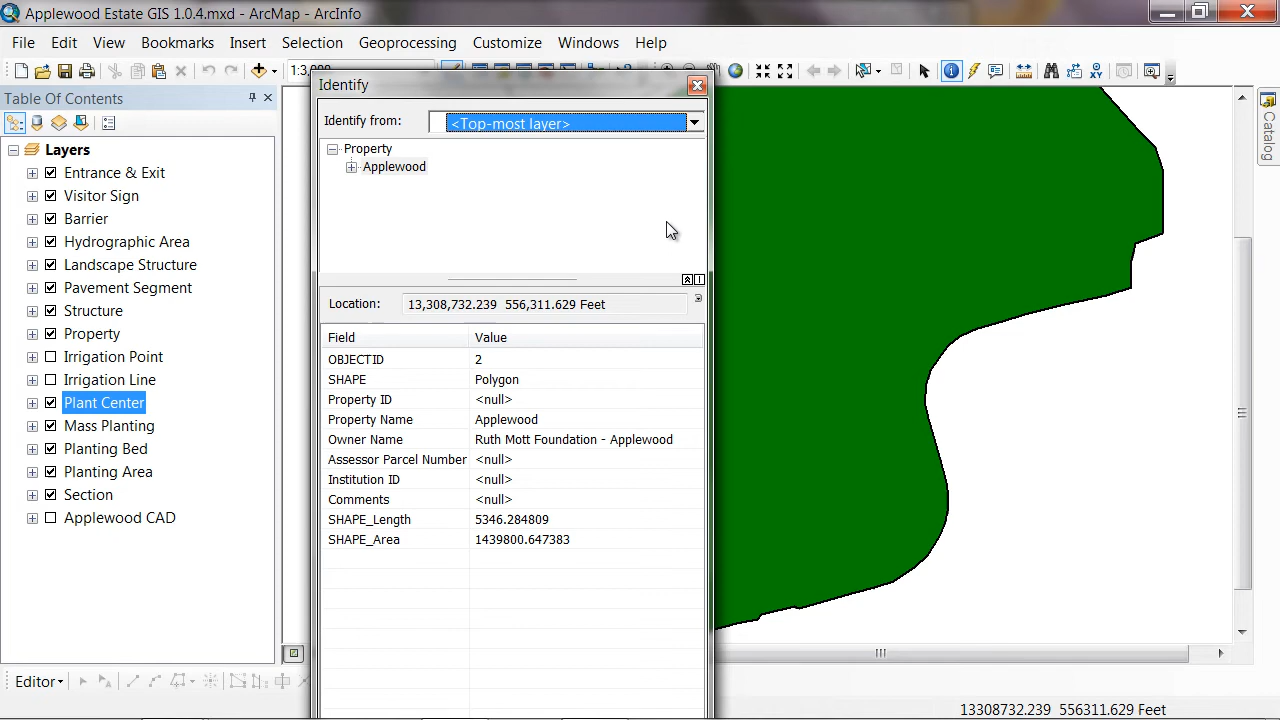 Applewood Estate GIS 1.0.4.mxd - ArcMap - ArcInfo
File Edit View Bookmarks Insert Selection Geoprocessing Customize Windows Help
Table Of Contents
Layers
Entrance & Exit
Visitor Sign
Barrier
Hydrographic Area
Landscape Structure
Pavement Segment
Structure
Property
Irrigation Point
Irrigation Line
Plant Center
Mass Planting
Planting Bed
Planting Area
Section
Applewood CAD
Editor
Identify
Identify from: <Top-most layer>
Property
Applewood
Location: 13,308,732.239 556,311.629 Feet
Field Value
OBJECTID 2
SHAPE Polygon
Property ID <null>
Property Name Applewood
Owner Name Ruth Mott Foundation - Applewood
Assessor Parcel Number <null>
Institution ID <null>
Comments <null>
SHAPE_Length 5346.284809
SHAPE_Area 1439800.647383
Catalog
13308732.239 556311.629 Feet